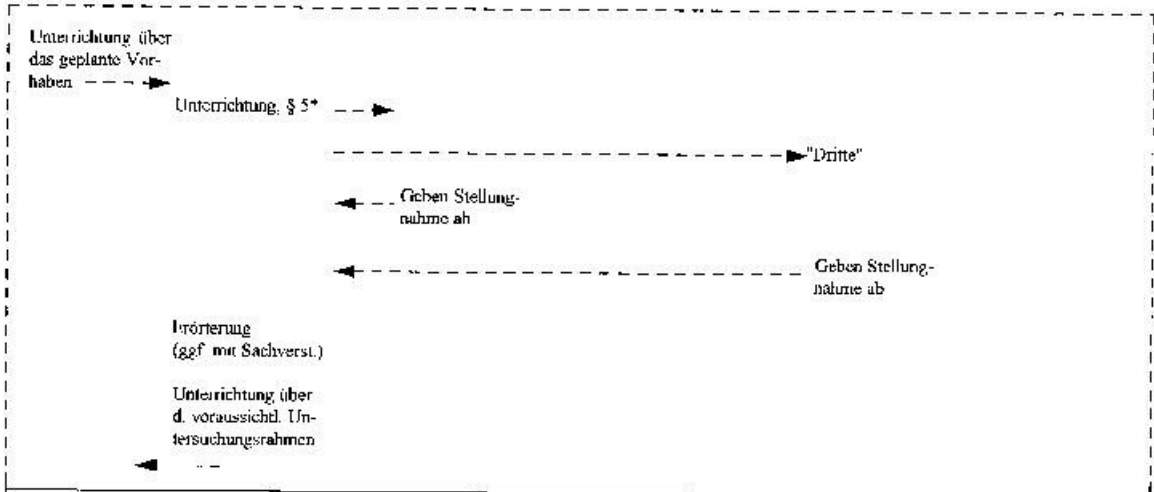 Unterrichtung über
das geplante Vor-
haben
Unterrichtung, § 5*
"Dritte"
Geben Stellung-
nahme ab
Geben Stellung-
nahme ab
Erörterung
(ggf. mit Sachverst.)
Unterrichtung über
d. voraussichtl. Un-
tersuchungsrahmen